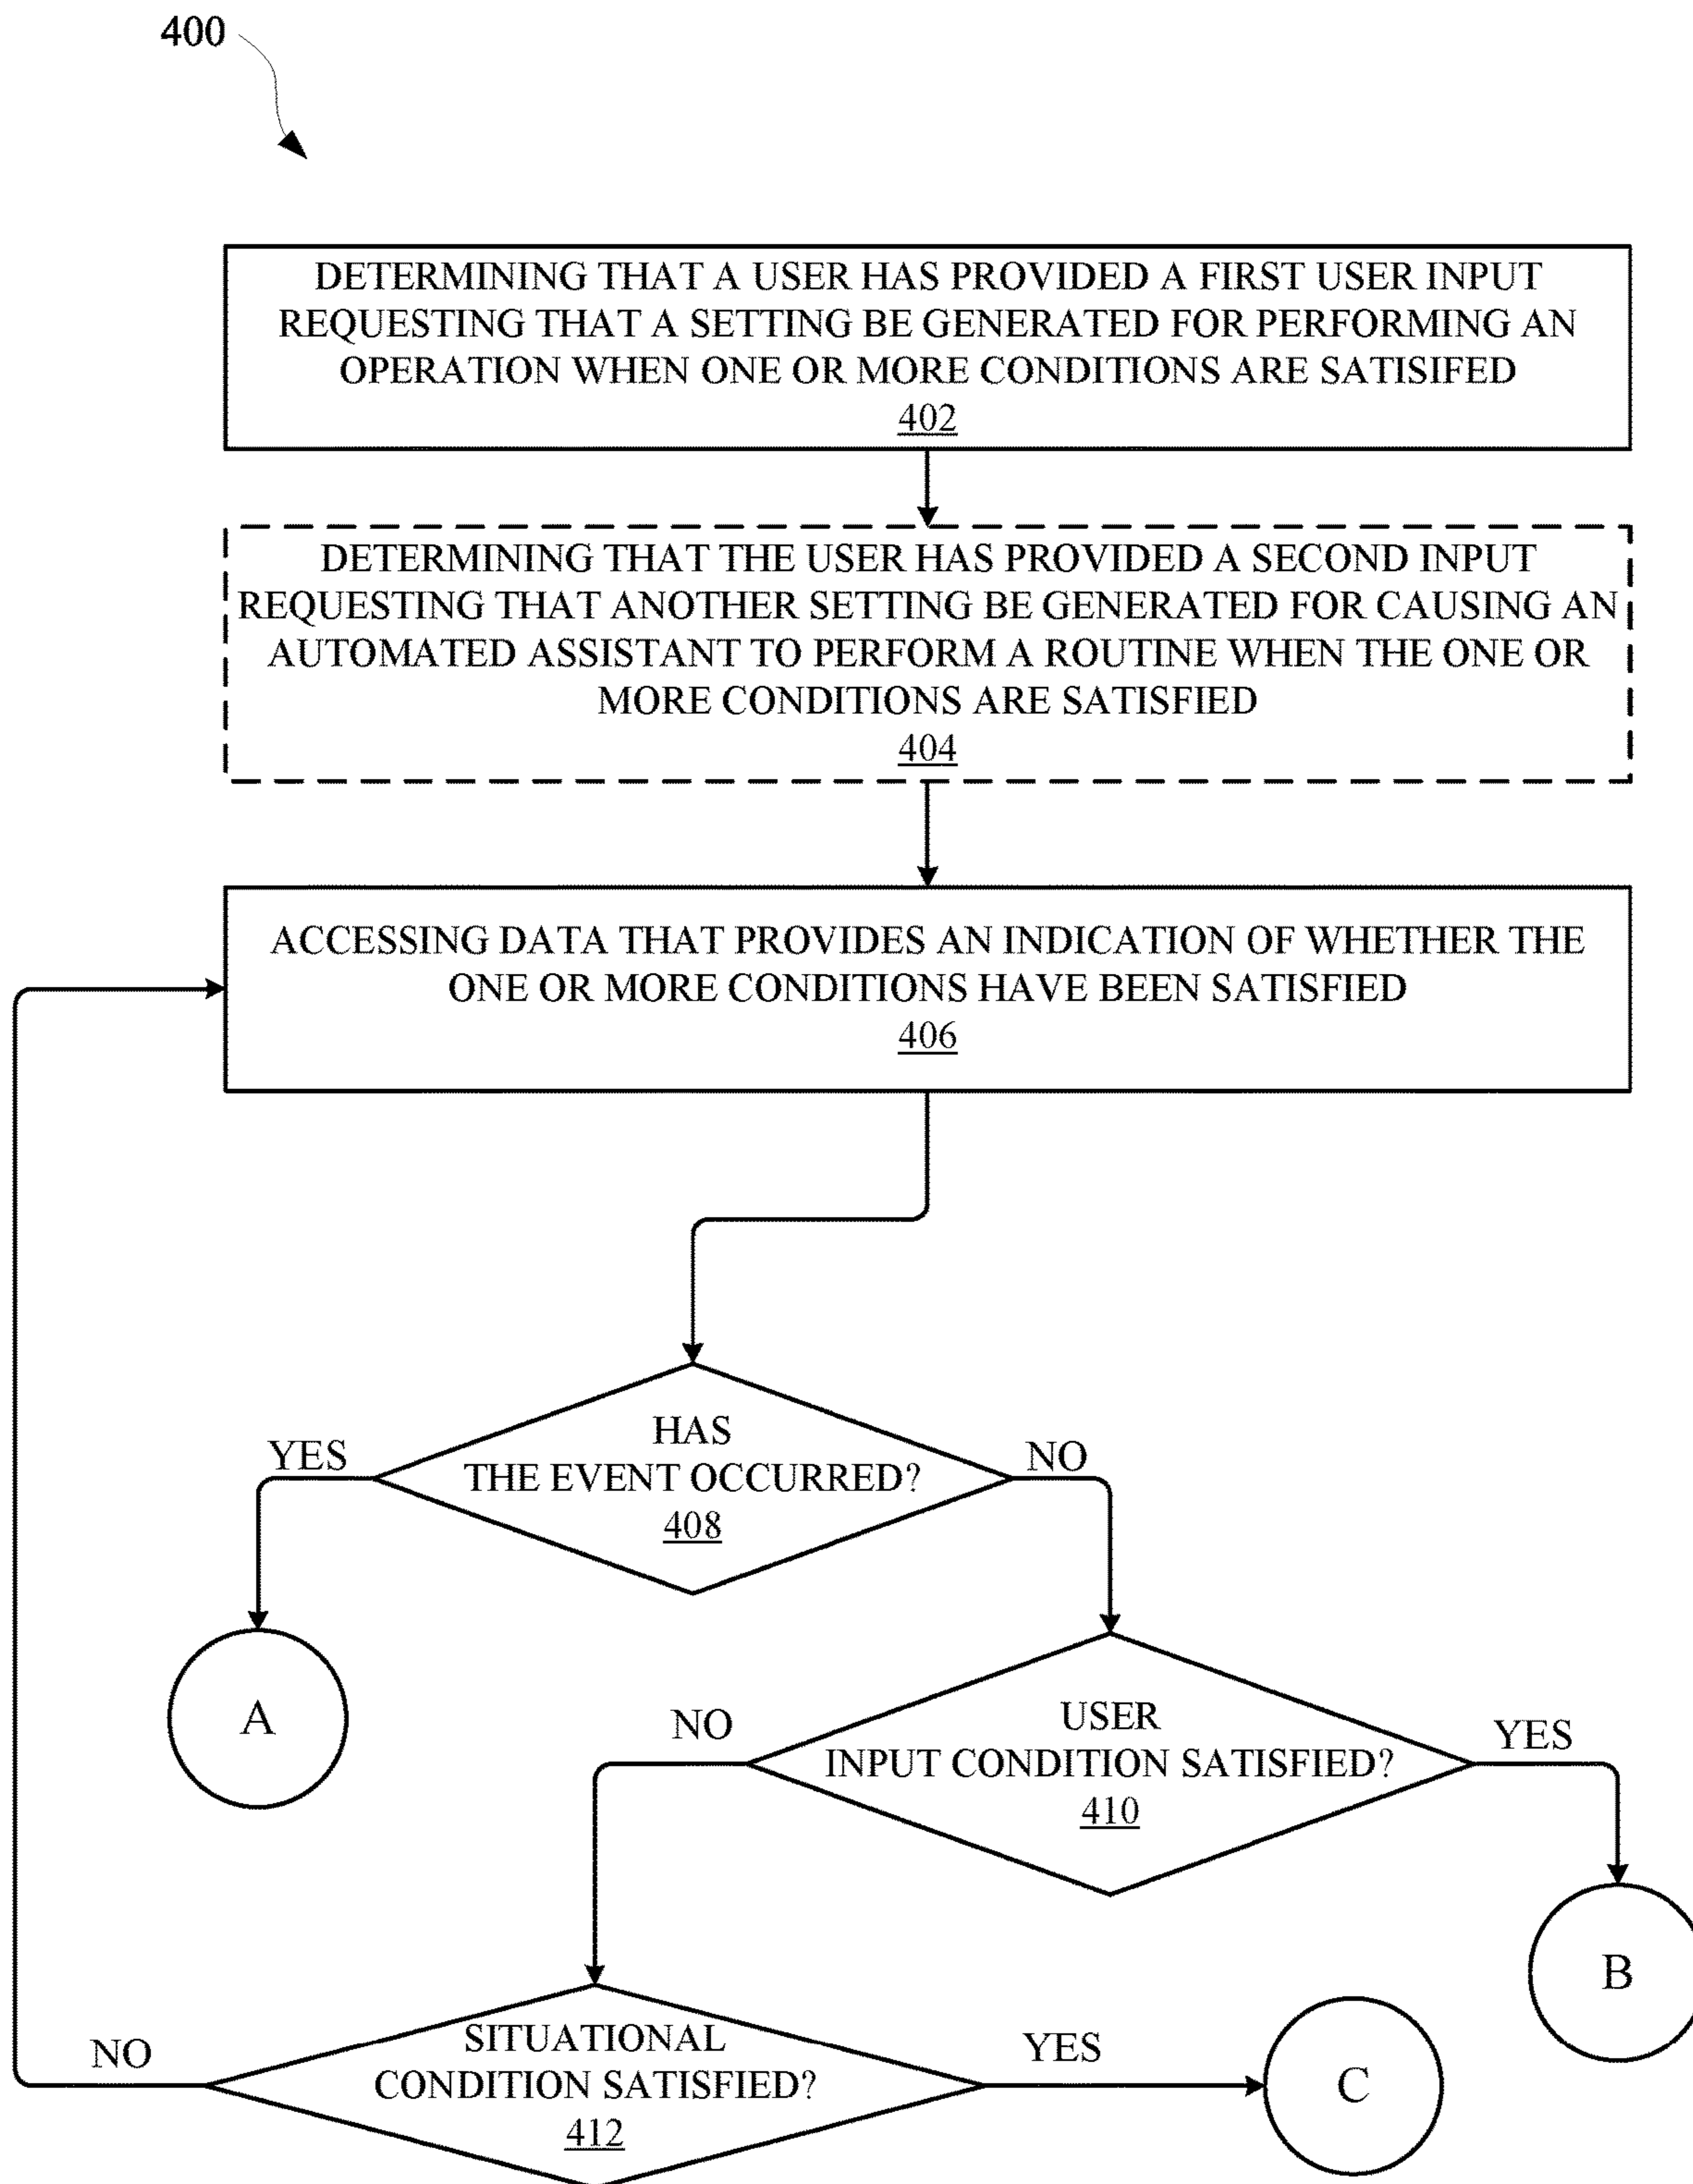 400
DETERMINING THAT A USER HAS PROVIDED A FIRST USER INPUT
REQUESTING THAT A SETTING BE GENERATED FOR PERFORMING AN
OPERATION WHEN ONE OR MORE CONDITIONS ARE SATISIFED
402
DETERMINING THAT THE USER HAS PROVIDED A SECOND INPUT
REQUESTING THAT ANOTHER SETTING BE GENERATED FOR CAUSING AN
AUTOMATED ASSISTANT TO PERFORM A ROUTINE WHEN THE ONE OR
MORE CONDITIONS ARE SATISFIED
404
ACCESSING DATA THAT PROVIDES AN INDICATION OF WHETHER THE
ONE OR MORE CONDITIONS HAVE BEEN SATISFIED
406
HAS
THE EVENT OCCURRED?
408
YES
NO
A
USER
INPUT CONDITION SATISFIED?
410
NO
YES
B
SITUATIONAL
CONDITION SATISFIED?
412
NO
YES
C